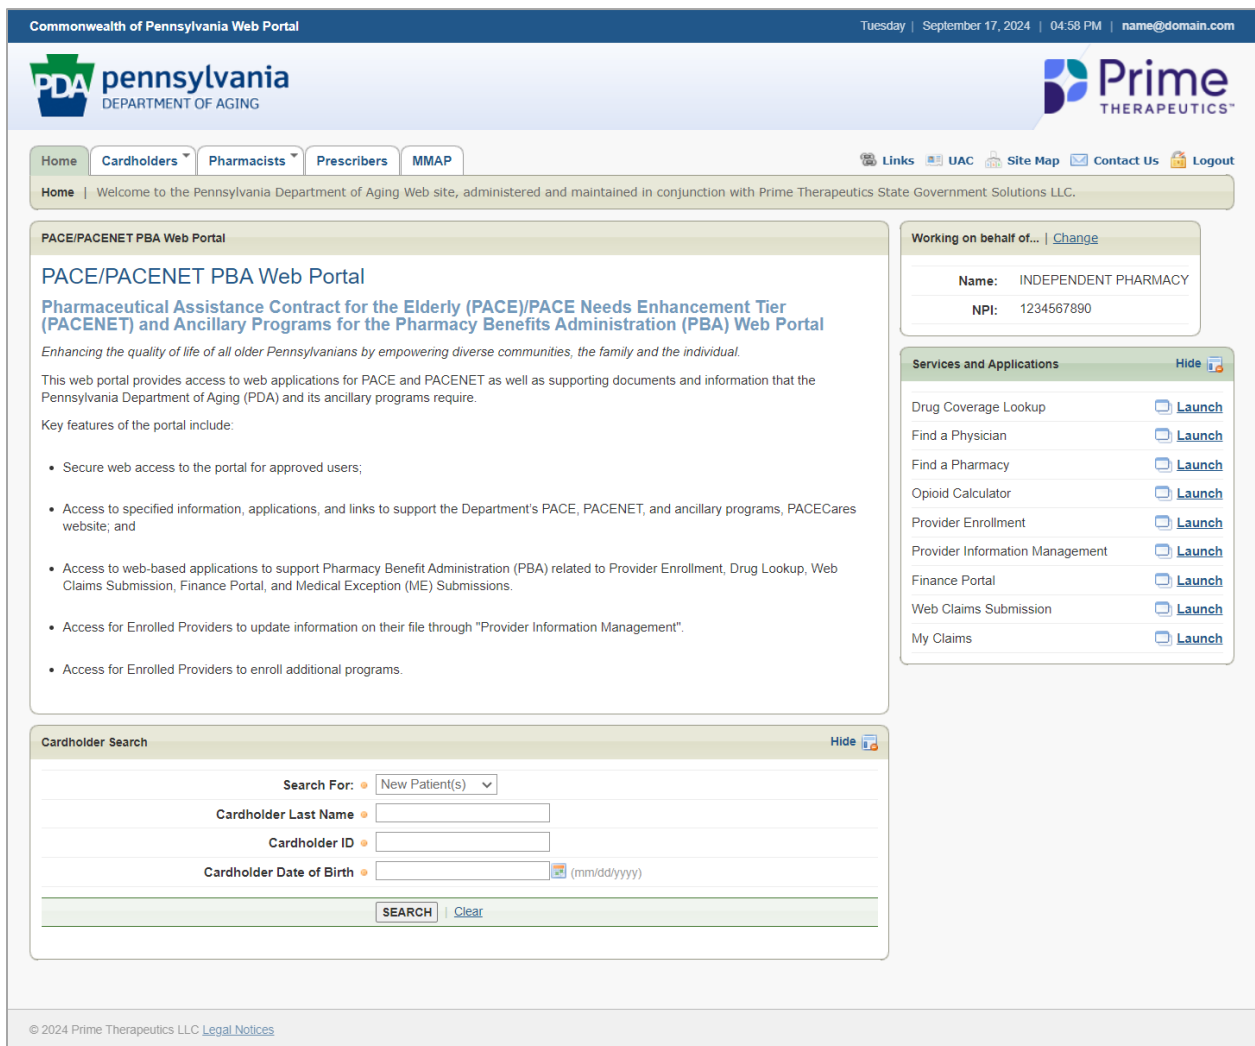 Commonwealth of Pennsylvania Web Portal
Tuesday | September 17, 2024 | 04:58 PM | name@domain.com
PDA pennsylvania
DEPARTMENT OF AGING
Prime
THERAPEUTICS™
Home Cardholders Pharmacists Prescribers MMAP
Links UAC Site Map Contact Us Logout
Home | Welcome to the Pennsylvania Department of Aging Web site, administered and maintained in conjunction with Prime Therapeutics State Government Solutions LLC.
PACE/PACENET PBA Web Portal
PACE/PACENET PBA Web Portal
Pharmaceutical Assistance Contract for the Elderly (PACE)/PACE Needs Enhancement Tier
(PACENET) and Ancillary Programs for the Pharmacy Benefits Administration (PBA) Web Portal
Enhancing the quality of life of all older Pennsylvanians by empowering diverse communities, the family and the individual.
This web portal provides access to web applications for PACE and PACENET as well as supporting documents and information that the
Pennsylvania Department of Aging (PDA) and its ancillary programs require.
Key features of the portal include:
• Secure web access to the portal for approved users;
• Access to specified information, applications, and links to support the Department's PACE, PACENET, and ancillary programs, PACECares
website; and
• Access to web-based applications to support Pharmacy Benefit Administration (PBA) related to Provider Enrollment, Drug Lookup, Web
Claims Submission, Finance Portal, and Medical Exception (ME) Submissions.
• Access for Enrolled Providers to update information on their file through "Provider Information Management".
• Access for Enrolled Providers to enroll additional programs.
Working on behalf of... | Change
Name: INDEPENDENT PHARMACY
NPI: 1234567890
Services and Applications Hide
Drug Coverage Lookup Launch
Find a Physician Launch
Find a Pharmacy Launch
Opioid Calculator Launch
Provider Enrollment Launch
Provider Information Management Launch
Finance Portal Launch
Web Claims Submission Launch
My Claims Launch
Cardholder Search Hide
Search For: New Patient(s)
Cardholder Last Name
Cardholder ID
Cardholder Date of Birth (mm/dd/yyyy)
SEARCH | Clear
© 2024 Prime Therapeutics LLC Legal Notices